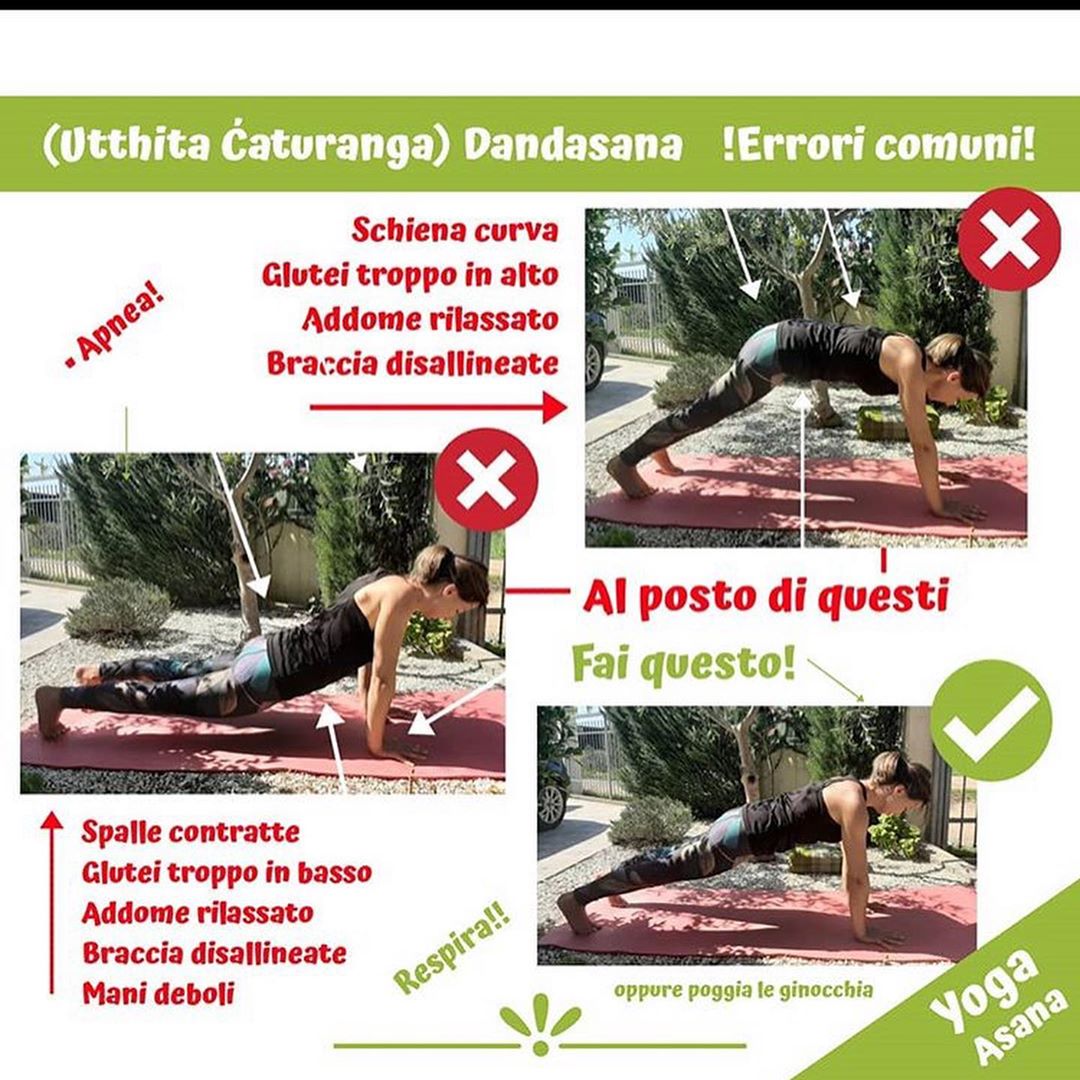 (Utthita Ćaturanga) Dandasana !Errori comuni!
Schiena curva
Glutei troppo in alto
Addome rilassato
Braccia disallineate
• Apnea!
Al posto di questi
Fai questo!
Spalle contratte
Glutei troppo in basso
Addome rilassato
Braccia disallineate
Mani deboli
Respira!!
oppure poggia le ginocchia
Yoga
Asana